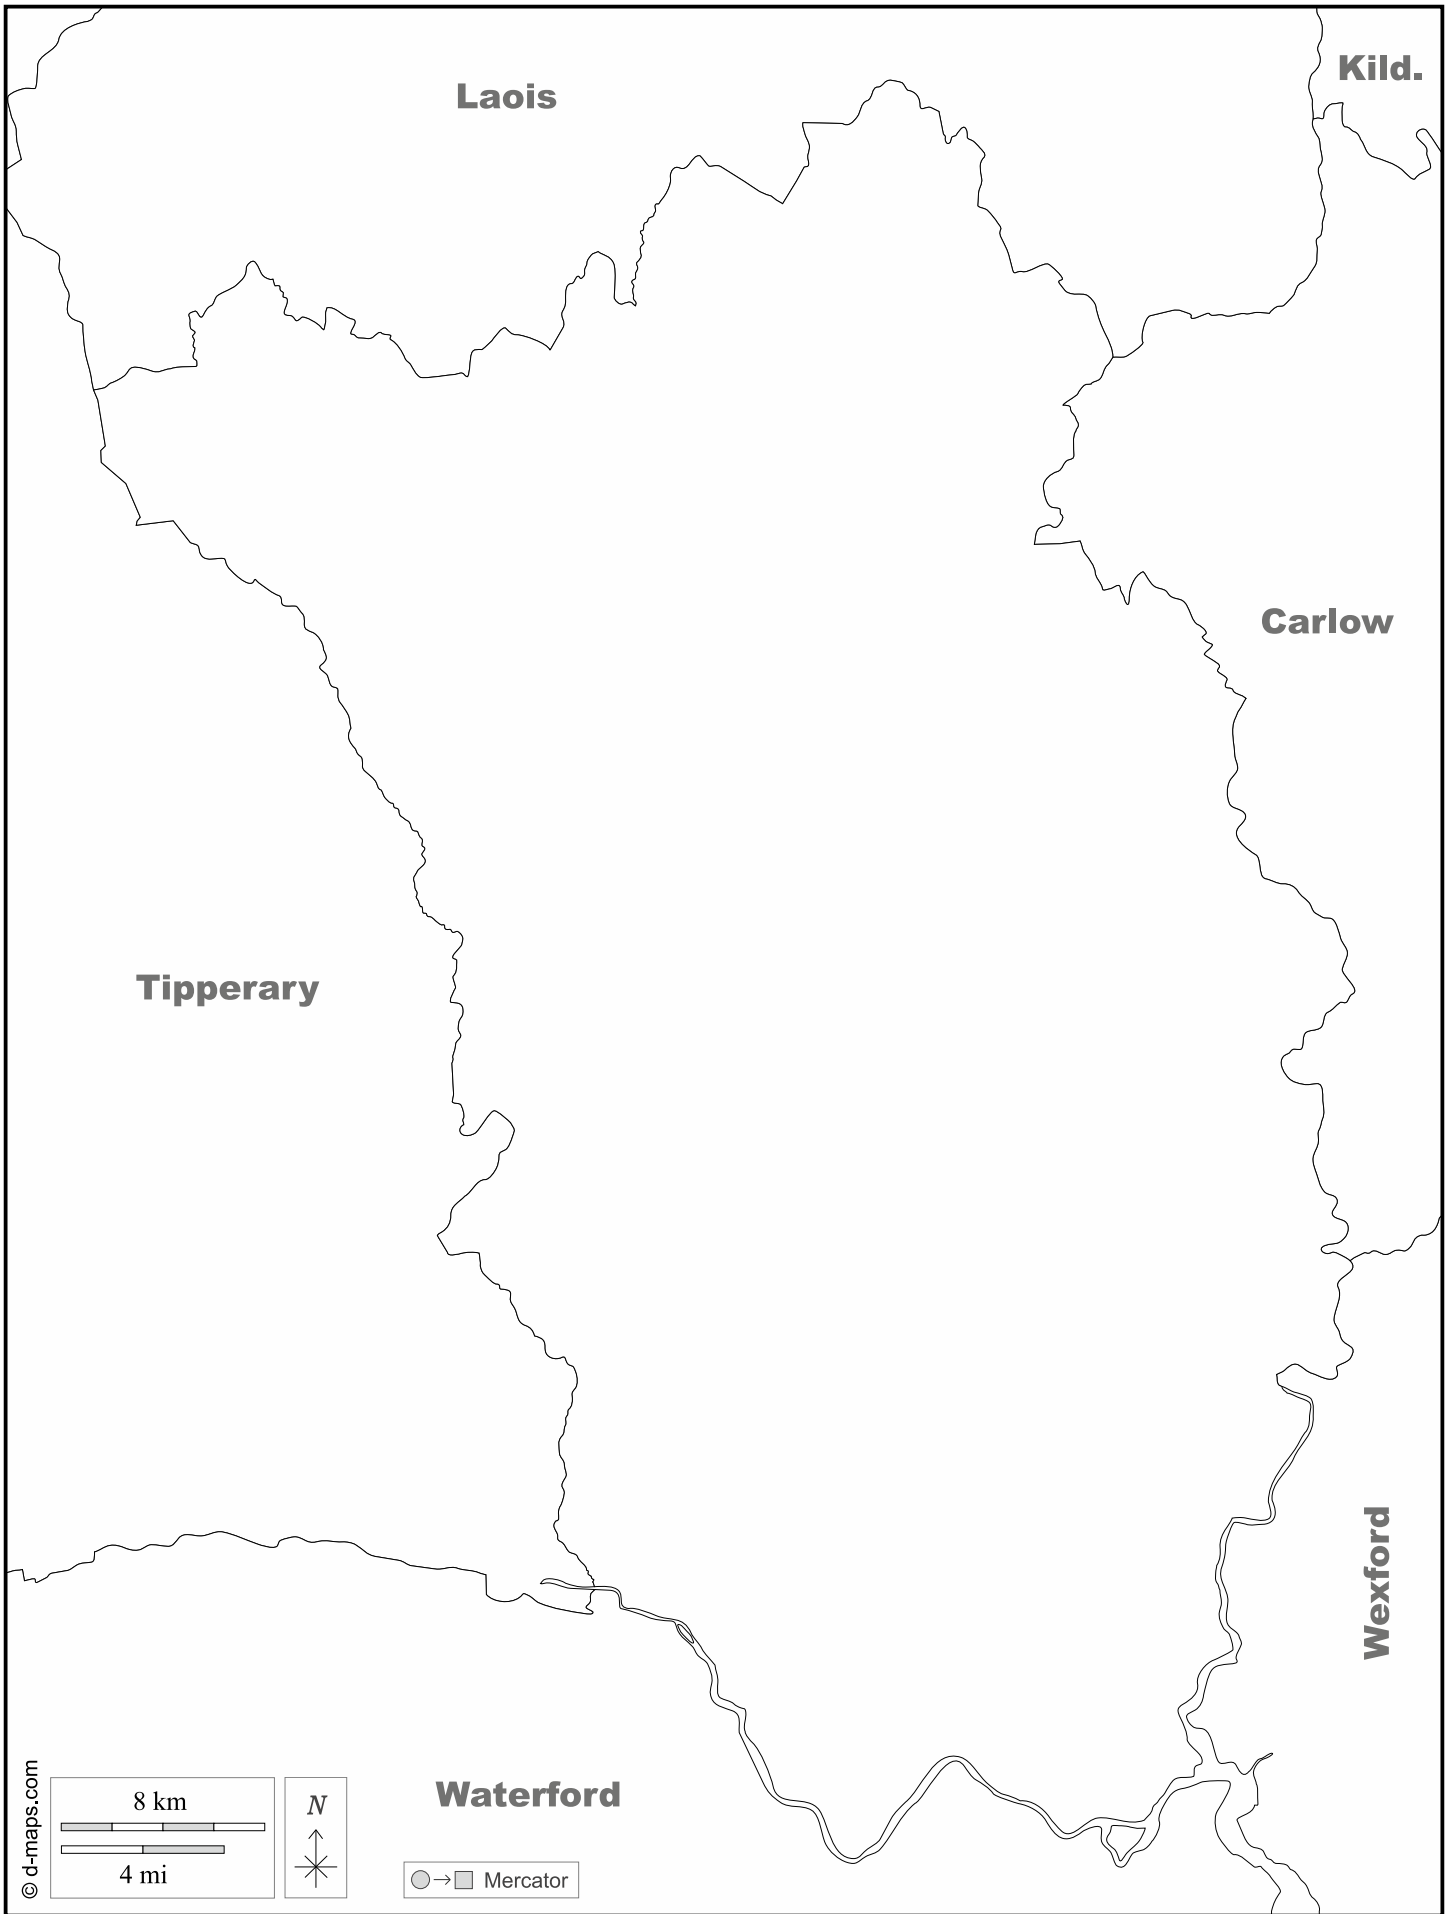 Kild.
Laois
Carlow
Tipperary
Wexford
Waterford
8 km
4 mi
N
Mercator
© d-maps.com